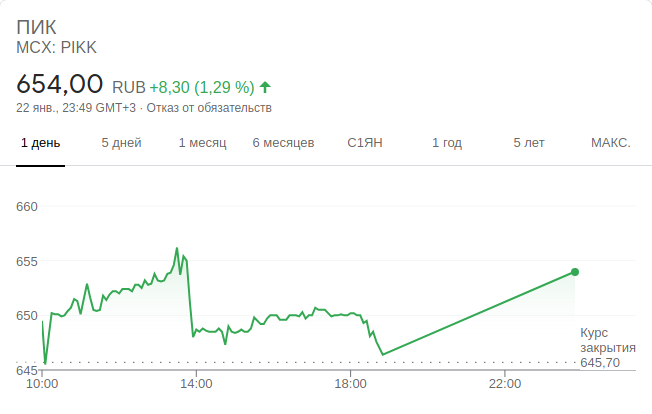 ПИК
MCX: PIKK
654,00 RUB +8,30 (1,29 %)
22 янв., 23:49 GMT+3 · Отказ от обязательств
1 день 5 дней 1 месяц 6 месяцев С1ЯН 1 год 5 лет МАКС.
660
655
650
Курс
закрытия
645,70
645
10:00 14:00 18:00 22:00